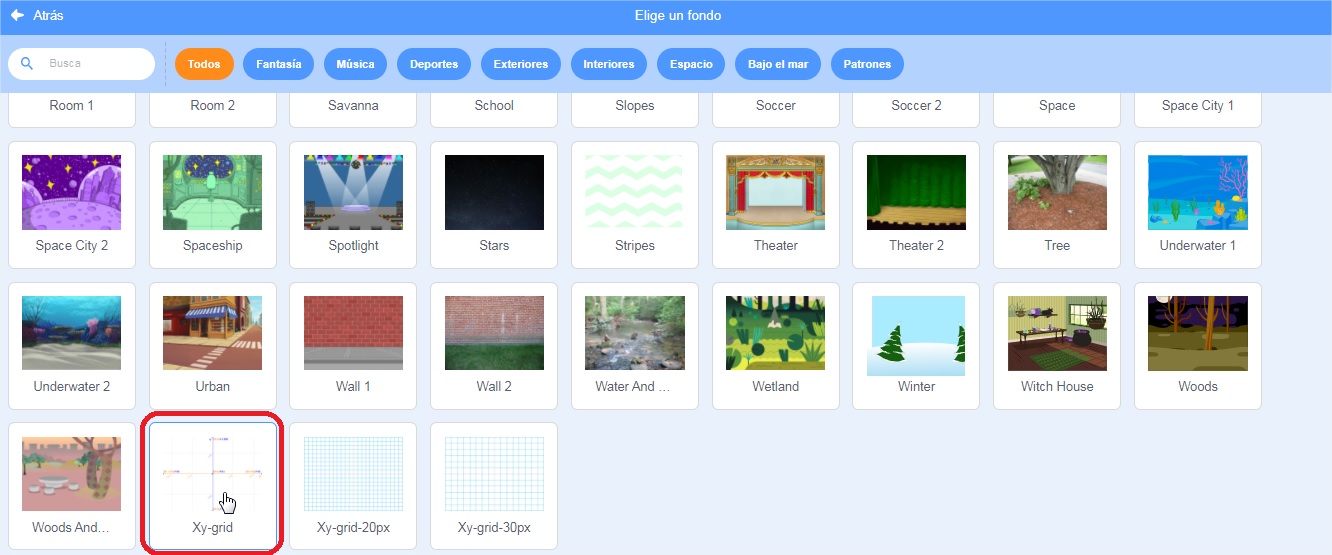 Atrás
Elige un fondo
Busca
Todos
Fantasía
Música
Deportes
Exteriores
Interiores
Espacio
Bajo el mar
Patrones
Room 1
Room 2
Savanna
School
Slopes
Soccer
Soccer 2
Space
Space City 1
Space City 2
Spaceship
Spotlight
Stars
Stripes
Theater
Theater 2
Tree
Underwater 1
Underwater 2
Urban
Wall 1
Wall 2
Water And ...
Wetland
Winter
Witch House
Woods
Woods And...
Xy-grid
Xy-grid-20px
Xy-grid-30px